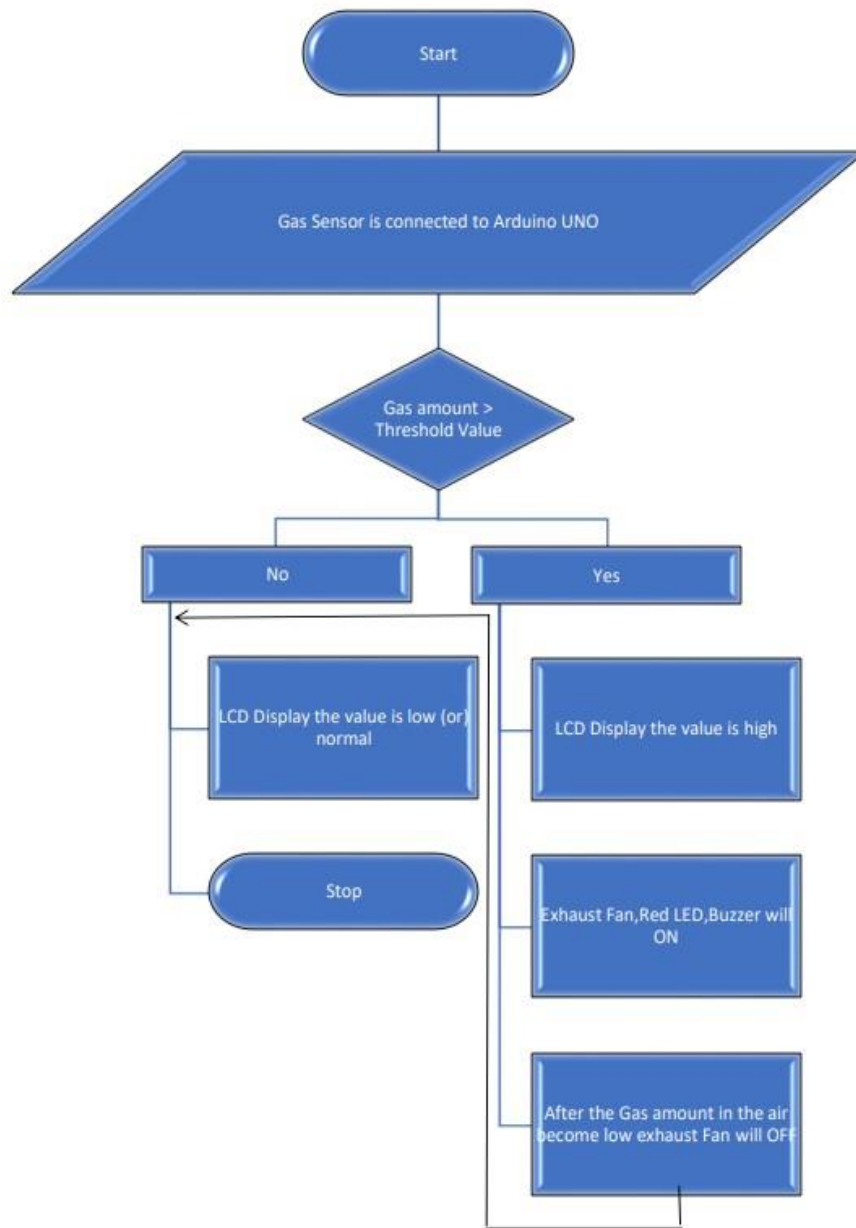 Start
Gas Sensor is connected to Arduino UNO
Gas amount >
Threshold Value
No
Yes
LCD Display the value is low (or)
normal
LCD Display the value is high
Stop
Exhaust Fan,Red LED,Buzzer will
ON
After the Gas amount in the air
become low exhaust Fan will OFF